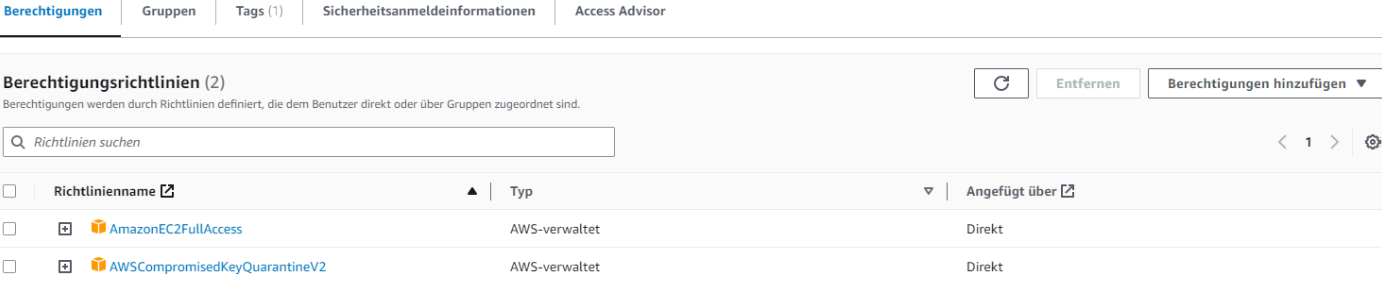 Berechtigungen Gruppen Tags (1) Sicherheitsanmeldeinformationen Access Advisor
Berechtigungsrichtlinien (2)
Entfernen Berechtigungen hinzufügen
Berechtigungen werden durch Richtlinien definiert, die dem Benutzer direkt oder über Gruppen zugeordnet sind.
Richtlinien suchen
1
Richtlinienname Typ Angefügt über
AmazonEC2FullAccess AWS-verwaltet Direkt
AWSCompromisedKeyQuarantineV2 AWS-verwaltet Direkt